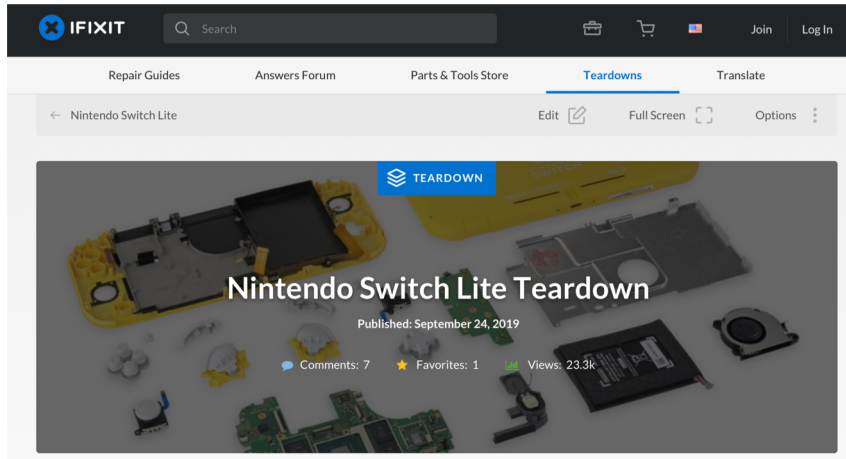 IFIXIT
Search
Join
Log In
Repair Guides
Answers Forum
Parts & Tools Store
Teardowns
Translate
← Nintendo Switch Lite
Edit
Full Screen
Options
TEARDOWN
Nintendo Switch Lite Teardown
Published: September 24, 2019
Comments: 7
Favorites: 1
Views: 23.3k